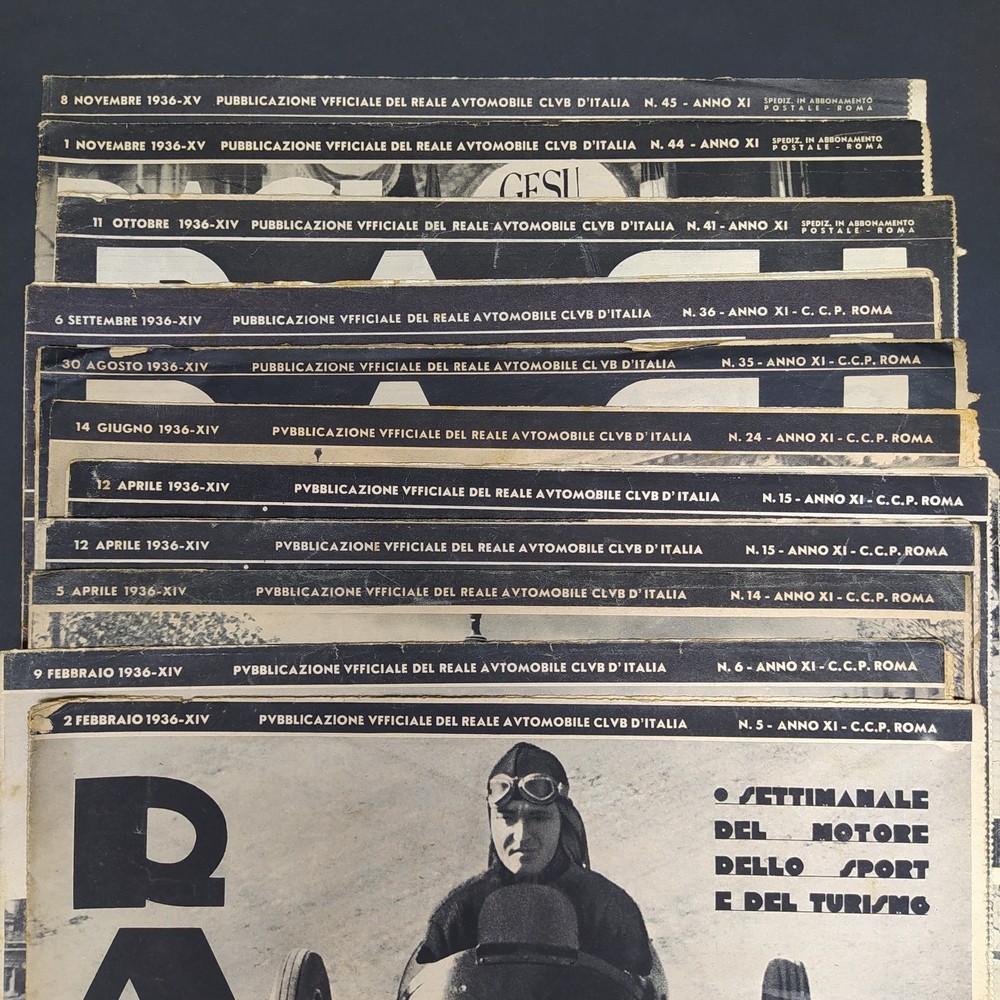 8 NOVEMBRE 1936-XV PUBBLICAZIONE VFFICIALE DEL REALE AVTOMOBILE CLVB D'ITALIA N. 45 - ANNO XI SPEDIZ. IN ABBONAMENTO
POSTALE - ROMA
1 NOVEMBRE 1936-XV PUBBLICAZIONE VFFICIALE DEL REALE AVTOMOBILE CLVB D'ITALIA N. 44 - ANNO XI SPEDIZ. IN ABBONAMENTO
POSTALE - ROMA
GESU
11 OTTOBRE 1936-XIV PUBBLICAZIONE VFFICIALE DEL REALE AVTOMOBILE CLVB D'ITALIA N. 41 - ANNO XI SPEDIZ. IN ABBONAMENTO
POSTALE - ROMA
6 SETTEMBRE 1936-XIV PUBBLICAZIONE VFFICIALE DEL REALE AVTOMOBILE CLVB D'ITALIA N. 36 - ANNO XI - C. C. P. ROMA
30 AGOSTO 1936-XIV PUBBLICAZIONE VFFICIALE DEL REALE AVTOMOBILE CLVB D'ITALIA N. 35 - ANNO XI - C.C.P. ROMA
14 GIUGNO 1936-XIV PVBBLICAZIONE VFFICIALE DEL REALE AVTOMOBILE CLVB D'ITALIA N. 24 - ANNO XI - C.C.P. ROMA
12 APRILE 1936-XIV PVBBLICAZIONE VFFICIALE DEL REALE AVTOMOBILE CLVB D'ITALIA N. 15 - ANNO XI - C.C.P. ROMA
12 APRILE 1936-XIV PVBBLICAZIONE VFFICIALE DEL REALE AVTOMOBILE CLVB D'ITALIA N. 15 - ANNO XI - C.C.P. ROMA
5 APRILE 1936-XIV PVBBLICAZIONE VFFICIALE DEL REALE AVTOMOBILE CLVB D'ITALIA N. 14 - ANNO XI - C.C.P. ROMA
9 FEBBRAIO 1936-XIV PVBBLICAZIONE VFFICIALE DEL REALE AVTOMOBILE CLVB D'ITALIA N. 6 - ANNO XI - C.C.P. ROMA
2 FEBBRAIO 1936-XIV PVBBLICAZIONE VFFICIALE DEL REALE AVTOMOBILE CLVB D'ITALIA N. 5 - ANNO XI - C.C.P. ROMA
R
A
SETTIMANALE
DEL MOTORE
DELLO SPORT
E DEL TURISMO